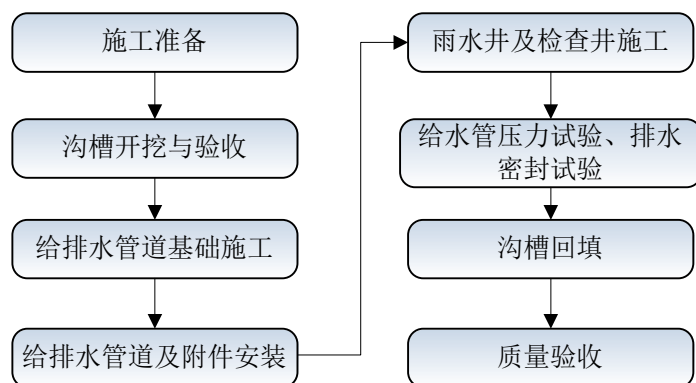 施工准备
沟槽开挖与验收
给排水管道基础施工
给排水管道及附件安装
雨水井及检查井施工
给水管压力试验、排水
密封试验
沟槽回填
质量验收